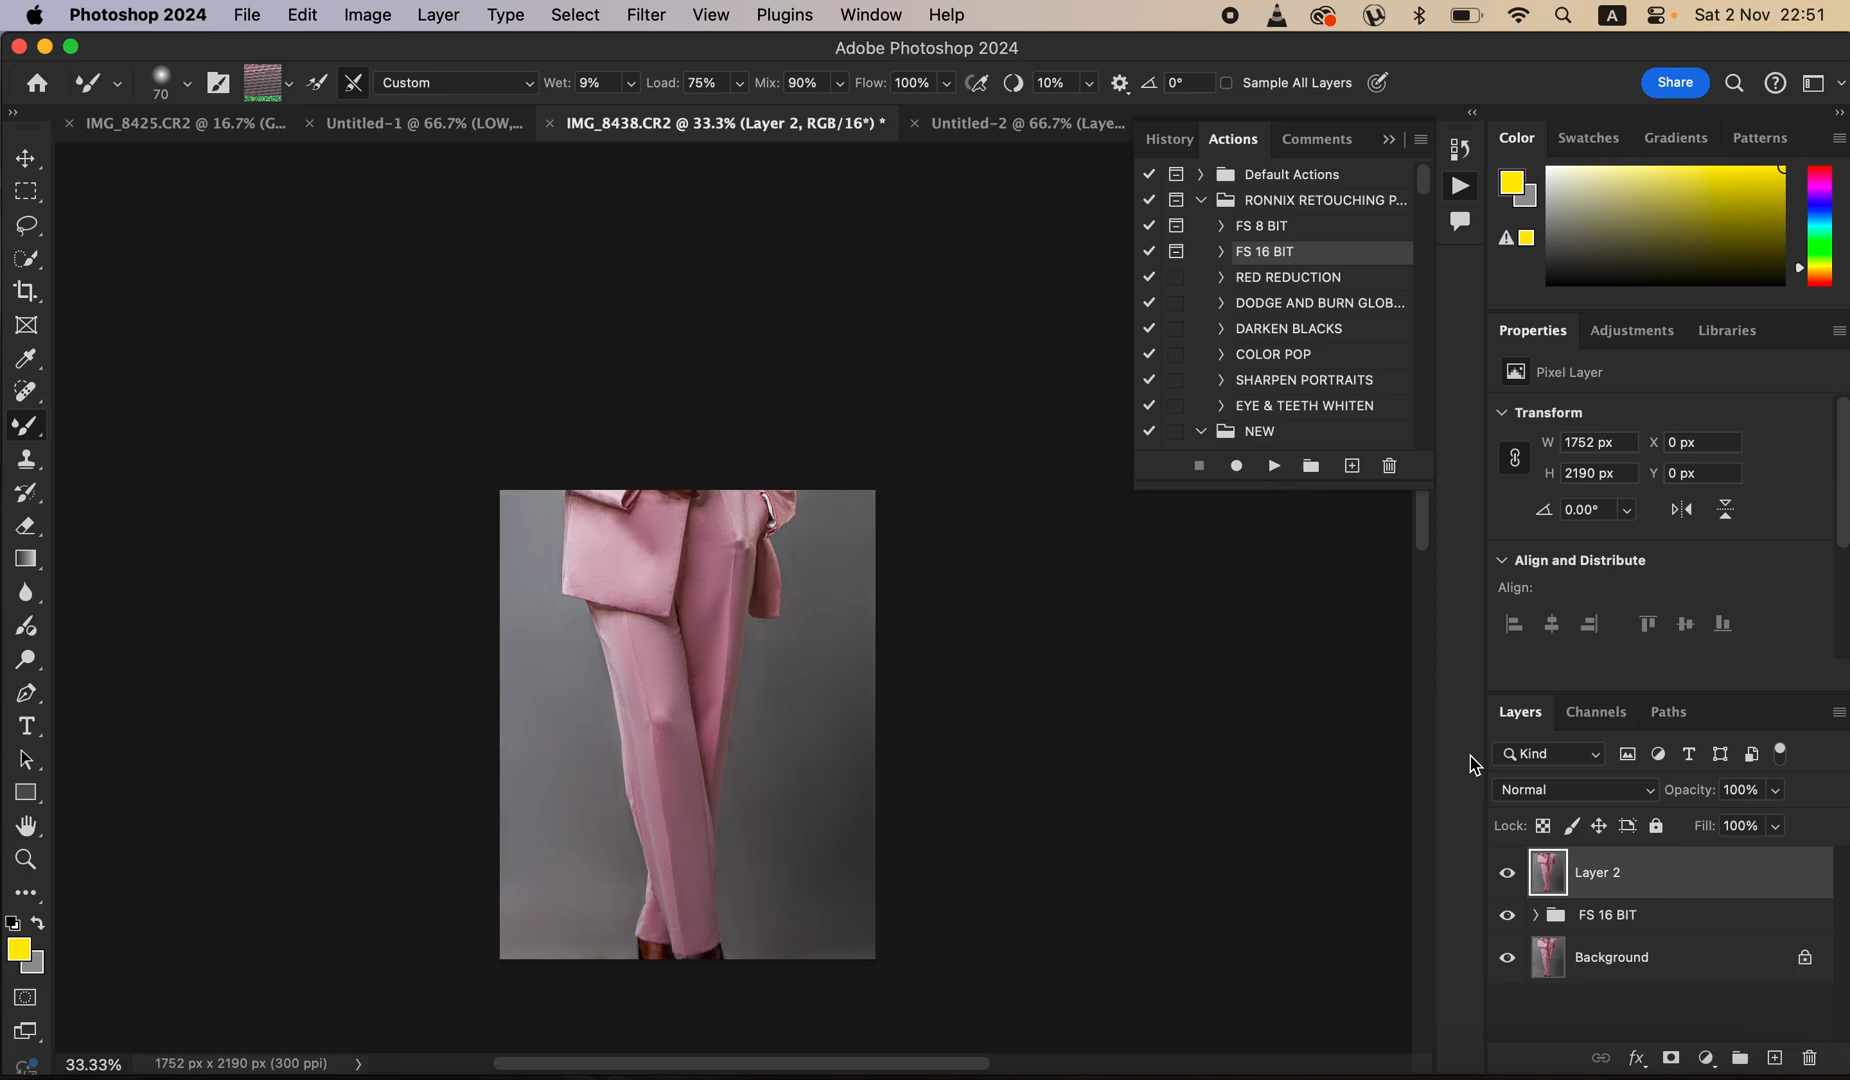 Photoshop 2024 File Edit Image Layer Type Select Filter View Plugins Window Help A Sat 2 Nov 22:51
Adobe Photoshop 2024
70 Custom Wet: 9% Load: 75% Mix: 90% Flow: 100% 10% 0° Sample All Layers Share
IMG_8425.CR2 @ 16.7% (G... Untitled-1 @ 66.7% (LOW,... IMG_8438.CR2 @ 33.3% (Layer 2, RGB/16*) * Untitled-2 @ 66.7% (Laye...
History Actions Comments
Default Actions
RONNIX RETOUCHING P...
FS 8 BIT
FS 16 BIT
RED REDUCTION
DODGE AND BURN GLOB...
DARKEN BLACKS
COLOR POP
SHARPEN PORTRAITS
EYE & TEETH WHITEN
NEW
Color Swatches Gradients Patterns
Properties Adjustments Libraries
Pixel Layer
Transform
W 1752 px X 0 px
H 2190 px Y 0 px
0.00°
Align and Distribute
Align:
Layers Channels Paths
Kind
Normal Opacity: 100%
Lock: Fill: 100%
Layer 2
FS 16 BIT
Background
fx
33.33% 1752 px x 2190 px (300 ppi)